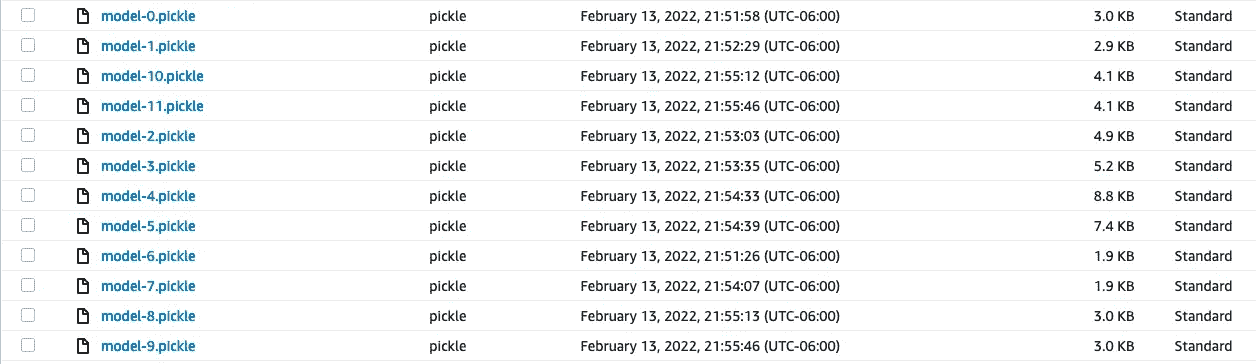 model-0.pickle pickle February 13, 2022, 21:51:58 (UTC-06:00) 3.0 KB Standard
model-1.pickle pickle February 13, 2022, 21:52:29 (UTC-06:00) 2.9 KB Standard
model-10.pickle pickle February 13, 2022, 21:55:12 (UTC-06:00) 4.1 KB Standard
model-11.pickle pickle February 13, 2022, 21:55:46 (UTC-06:00) 4.1 KB Standard
model-2.pickle pickle February 13, 2022, 21:53:03 (UTC-06:00) 4.9 KB Standard
model-3.pickle pickle February 13, 2022, 21:53:35 (UTC-06:00) 5.2 KB Standard
model-4.pickle pickle February 13, 2022, 21:54:33 (UTC-06:00) 8.8 KB Standard
model-5.pickle pickle February 13, 2022, 21:54:39 (UTC-06:00) 7.4 KB Standard
model-6.pickle pickle February 13, 2022, 21:51:26 (UTC-06:00) 1.9 KB Standard
model-7.pickle pickle February 13, 2022, 21:54:07 (UTC-06:00) 1.9 KB Standard
model-8.pickle pickle February 13, 2022, 21:55:13 (UTC-06:00) 3.0 KB Standard
model-9.pickle pickle February 13, 2022, 21:55:46 (UTC-06:00) 3.0 KB Standard